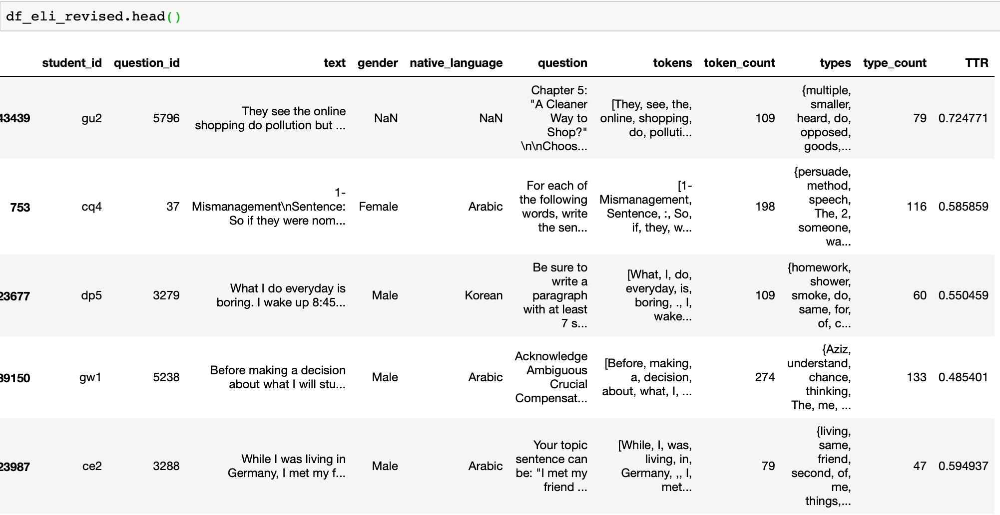 df_eli_revised.head()
student_id question_id text gender native_language question tokens token_count types type_count TTR
43439 gu2 5796 They see the online shopping do pollution but ... NaN NaN Chapter 5: "A Cleaner Way to Shop?" \n\nChoos... [They, see, the, online, shopping, do, polluti... 109 {multiple, smaller, heard, do, opposed, goods,... 79 0.724771
753 cq4 37 1-Mismanagement\nSentence: So if they were nom... Female Arabic For each of the following words, write the sen... [1-Mismanagement, Sentence, :, So, if, they, w... 198 {persuade, method, speech, The, 2, someone, wa... 116 0.585859
23677 dp5 3279 What I do everyday is boring. I wake up 8:45... Male Korean Be sure to write a paragraph with at least 7 s... [What, I, do, everyday, is, boring, ., I, wake... 109 {homework, shower, smoke, do, same, for, of, c... 60 0.550459
39150 gw1 5238 Before making a decision about what I will stu... Male Arabic Acknowledge Ambiguous Crucial Compensat... [Before, making, a, decision, about, what, I, ... 274 {Aziz, understand, chance, thinking, The, me, ... 133 0.485401
23987 ce2 3288 While I was living in Germany, I met my f... Male Arabic Your topic sentence can be: "I met my friend ... [While, I, was, living, in, Germany, ,, I, met... 79 {living, same, friend, second, of, me, things,... 47 0.594937